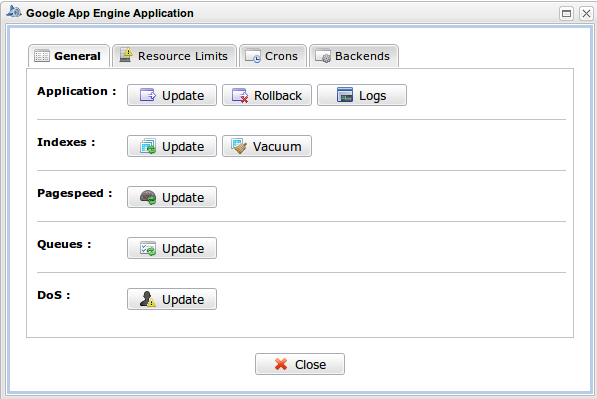 Google App Engine Application
General Resource Limits Crons Backends
Application : Update Rollback Logs
Indexes : Update Vacuum
Pagespeed : Update
Queues : Update
DoS : Update
Close